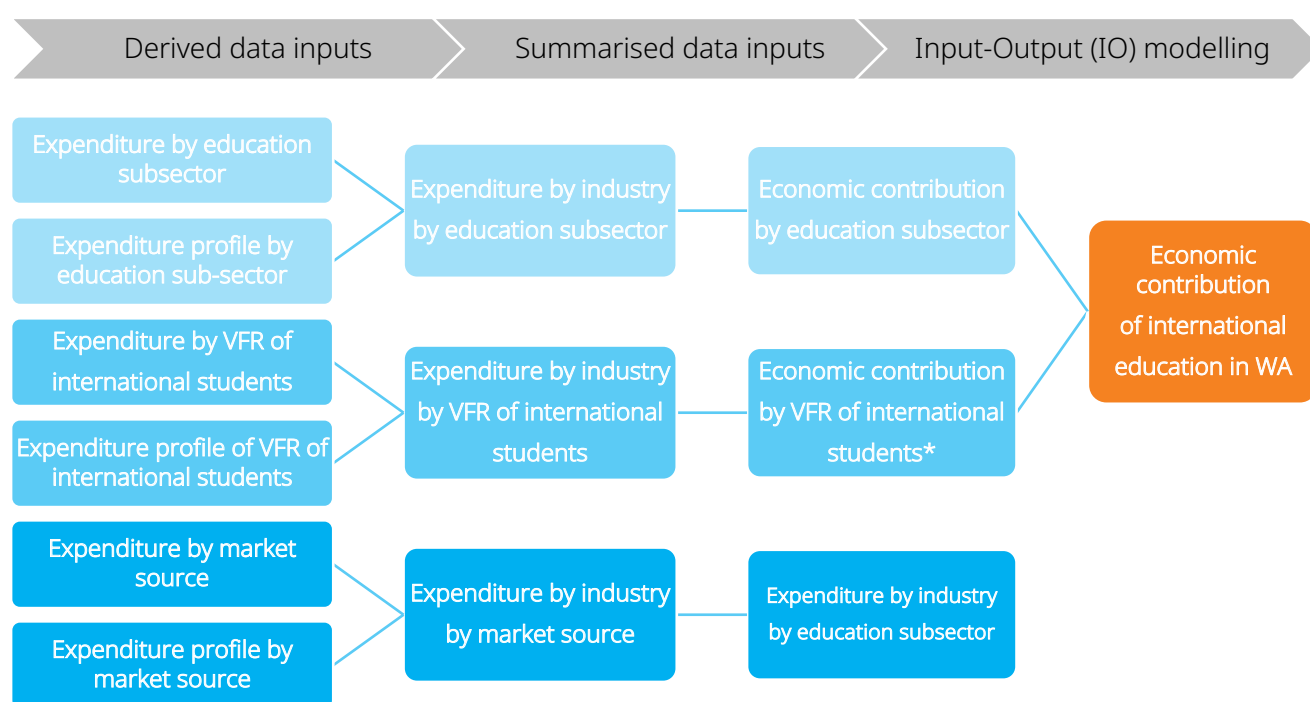 Derived data inputs
Summarised data inputs
Input-Output (IO) modelling
Expenditure by education
subsector
Expenditure profile by
education sub-sector
Expenditure by VFR of
international students
Expenditure profile of VFR of
international students
Expenditure by market
source
Expenditure profile by
market source
Expenditure by industry
by education subsector
Expenditure by industry
by VFR of international
students
Expenditure by industry
by market source
Economic contribution
by education subsector
Economic contribution
by VFR of international
students*
Expenditure by industry
by education subsector
Economic
contribution
of international
education in WA